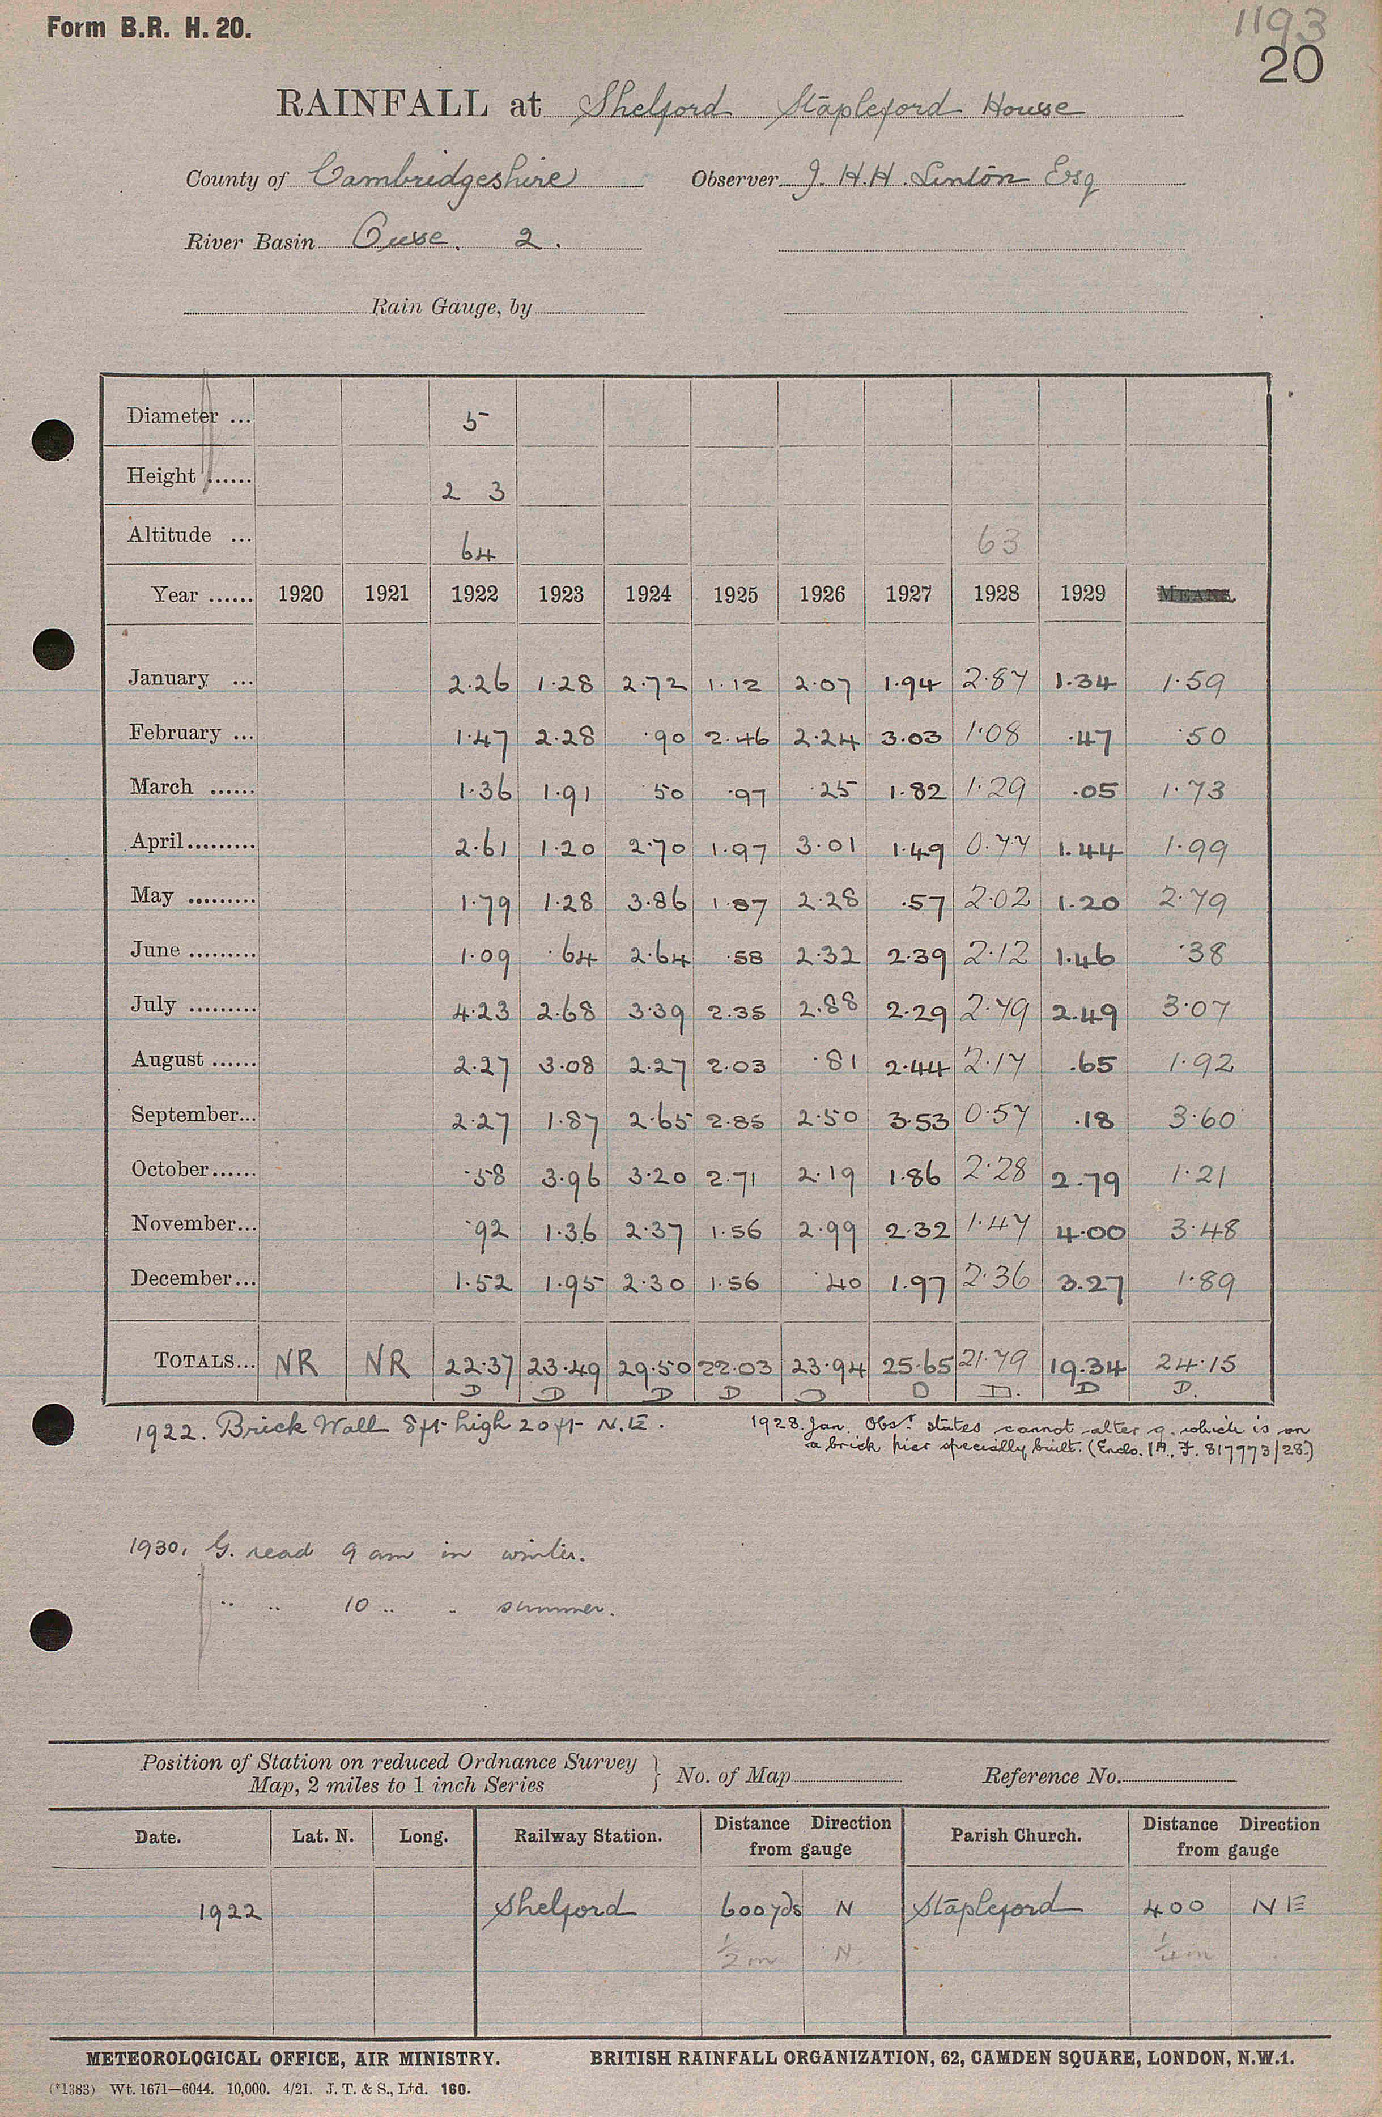 Form B.R. H. 20.
1193
20
RAINFALL at Shelford Stapleford House
County of Cambridgeshire Observer J. H. H. Linton Esq
River Basin Ouse. 2.
Rain Gauge, by
Diameter ... 5
Height ...... 2 3
Altitude ... 64 63
Year ...... 1920 1921 1922 1923 1924 1925 1926 1927 1928 1929 MEANS.
January ... 2.26 1.28 2.72 1.12 2.07 1.94 2.87 1.34 1.59
February ... 1.47 2.28 .90 2.46 2.24 3.03 1.08 .47 .50
March ...... 1.36 1.91 .50 .97 .25 1.82 1.29 .05 1.73
April ......... 2.61 1.20 2.70 1.97 3.01 1.49 0.77 1.44 1.99
May ......... 1.79 1.28 3.86 1.87 2.28 .57 2.02 1.20 2.79
June ......... 1.09 .64 2.64 .58 2.32 2.39 2.12 1.46 .38
July ......... 4.23 2.68 3.39 2.35 2.88 2.29 2.79 2.49 3.07
August ...... 2.27 3.08 2.27 2.03 .81 2.44 2.17 .65 1.92
September... 2.27 1.87 2.65 2.85 2.50 3.53 0.57 .18 3.60
October...... .58 3.96 3.20 2.71 2.19 1.86 2.28 2.79 1.21
November... .92 1.36 2.37 1.56 2.99 2.32 1.47 4.00 3.48
December... 1.52 1.95 2.30 1.56 .40 1.97 2.36 3.27 1.89
TOTALS... NR NR 22.37 23.49 29.50 22.03 23.94 25.65 21.79 19.34 24.15
D D D D D D D. D D.
1922. Brick Wall 8ft high 20ft N.E. 1928. Jan. Obsr. states cannot alter g. which is on
a brick pier specially built. (Enclo. 1A, F. 817973/28.)
1930. G. read 9 am in winter.
" " 10 " " summer.
Position of Station on reduced Ordnance Survey
Map, 2 miles to 1 inch Series } No. of Map Reference No.
Date. Lat. N. Long. Railway Station. Distance Direction from gauge Parish Church. Distance Direction from gauge
1922 Shelford 600 yds N Stapleford 400 NE
1/2 m N. 1/4 m
METEOROLOGICAL OFFICE, AIR MINISTRY. BRITISH RAINFALL ORGANIZATION, 62, CAMDEN SQUARE, LONDON, N.W.1.
(*1383) Wt. 1671—6044. 10,000. 4/21. J. T. & S., Ltd. 160.